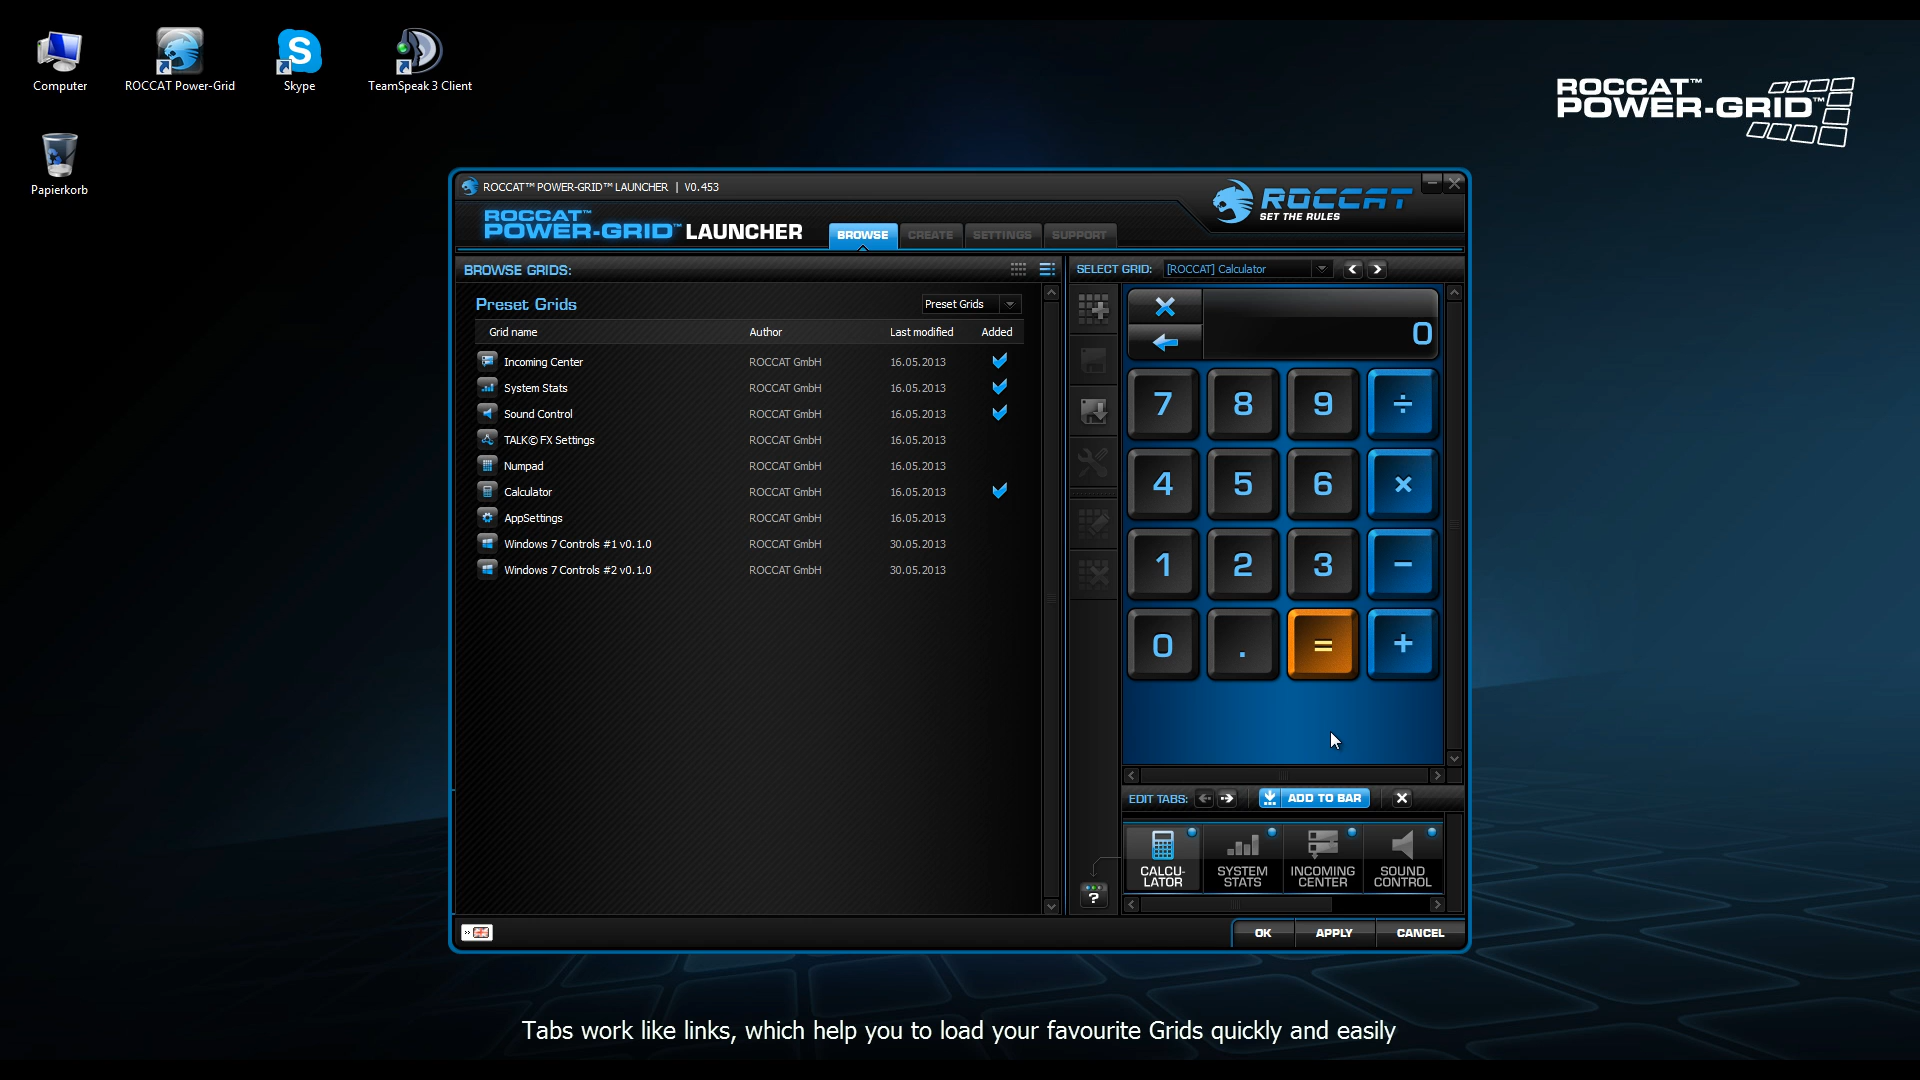 Computer
ROCCAT Power-Grid
Skype
TeamSpeak 3 Client
Papierkorb
ROCCAT™
POWER-GRID™
ROCCAT™ POWER-GRID™ LAUNCHER | V0.453
ROCCAT™
POWER-GRID™ LAUNCHER
BROWSE
CREATE
SETTINGS
SUPPORT
ROCCAT
SET THE RULES
BROWSE GRIDS:
SELECT GRID: [ROCCAT] Calculator
Preset Grids
Preset Grids
Grid name Author Last modified Added
Incoming Center ROCCAT GmbH 16.05.2013
System Stats ROCCAT GmbH 16.05.2013
Sound Control ROCCAT GmbH 16.05.2013
TALK© FX Settings ROCCAT GmbH 16.05.2013
Numpad ROCCAT GmbH 16.05.2013
Calculator ROCCAT GmbH 16.05.2013
AppSettings ROCCAT GmbH 16.05.2013
Windows 7 Controls #1 v0.1.0 ROCCAT GmbH 30.05.2013
Windows 7 Controls #2 v0.1.0 ROCCAT GmbH 30.05.2013
0
7 8 9 ÷
4 5 6 ×
1 2 3 −
0 . = +
EDIT TABS:
ADD TO BAR
CALCU-
LATOR
SYSTEM
STATS
INCOMING
CENTER
SOUND
CONTROL
?
OK
APPLY
CANCEL
Tabs work like links, which help you to load your favourite Grids quickly and easily